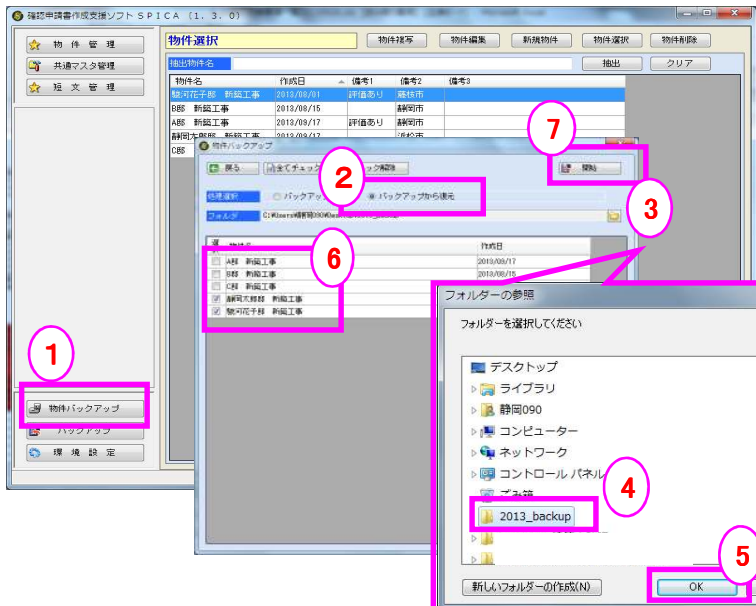 確認申請書作成支援ソフト SPICA (1. 3. 0)
物件管理
共通マスタ管理
短文管理
物件選択
物件複写
物件編集
新規物件
物件選択
物件削除
抽出物件名
抽出
クリア
物件名 作成日 備考1 備考2 備考3
駿河花子邸 新築工事 2013/08/01 評価あり 藤枝市
B邸 新築工事 2013/08/15 静岡市
A邸 新築工事 2013/09/17 評価あり 静岡市
静岡太郎邸 新築工事 2013/09/17 浜松市
C邸
物件バックアップ
戻る
全てチェック
ック解除
開始
7
2
処理選択
バックアップ
バックアップから復元
3
フォルダ
物件名 作成日
6
A邸 新築工事 2013/09/17
B邸 新築工事 2013/08/15
C邸 新築工事
静岡太郎邸 新築工事
駿河花子邸 新築工事
フォルダーの参照
フォルダーを選択してください
デスクトップ
ライブラリ
静岡090
コンピューター
ネットワーク
コントロール パネル
ごみ箱
4
2013_backup
5
新しいフォルダーの作成(N)
OK
1
物件バックアップ
バックアップ
環境設定